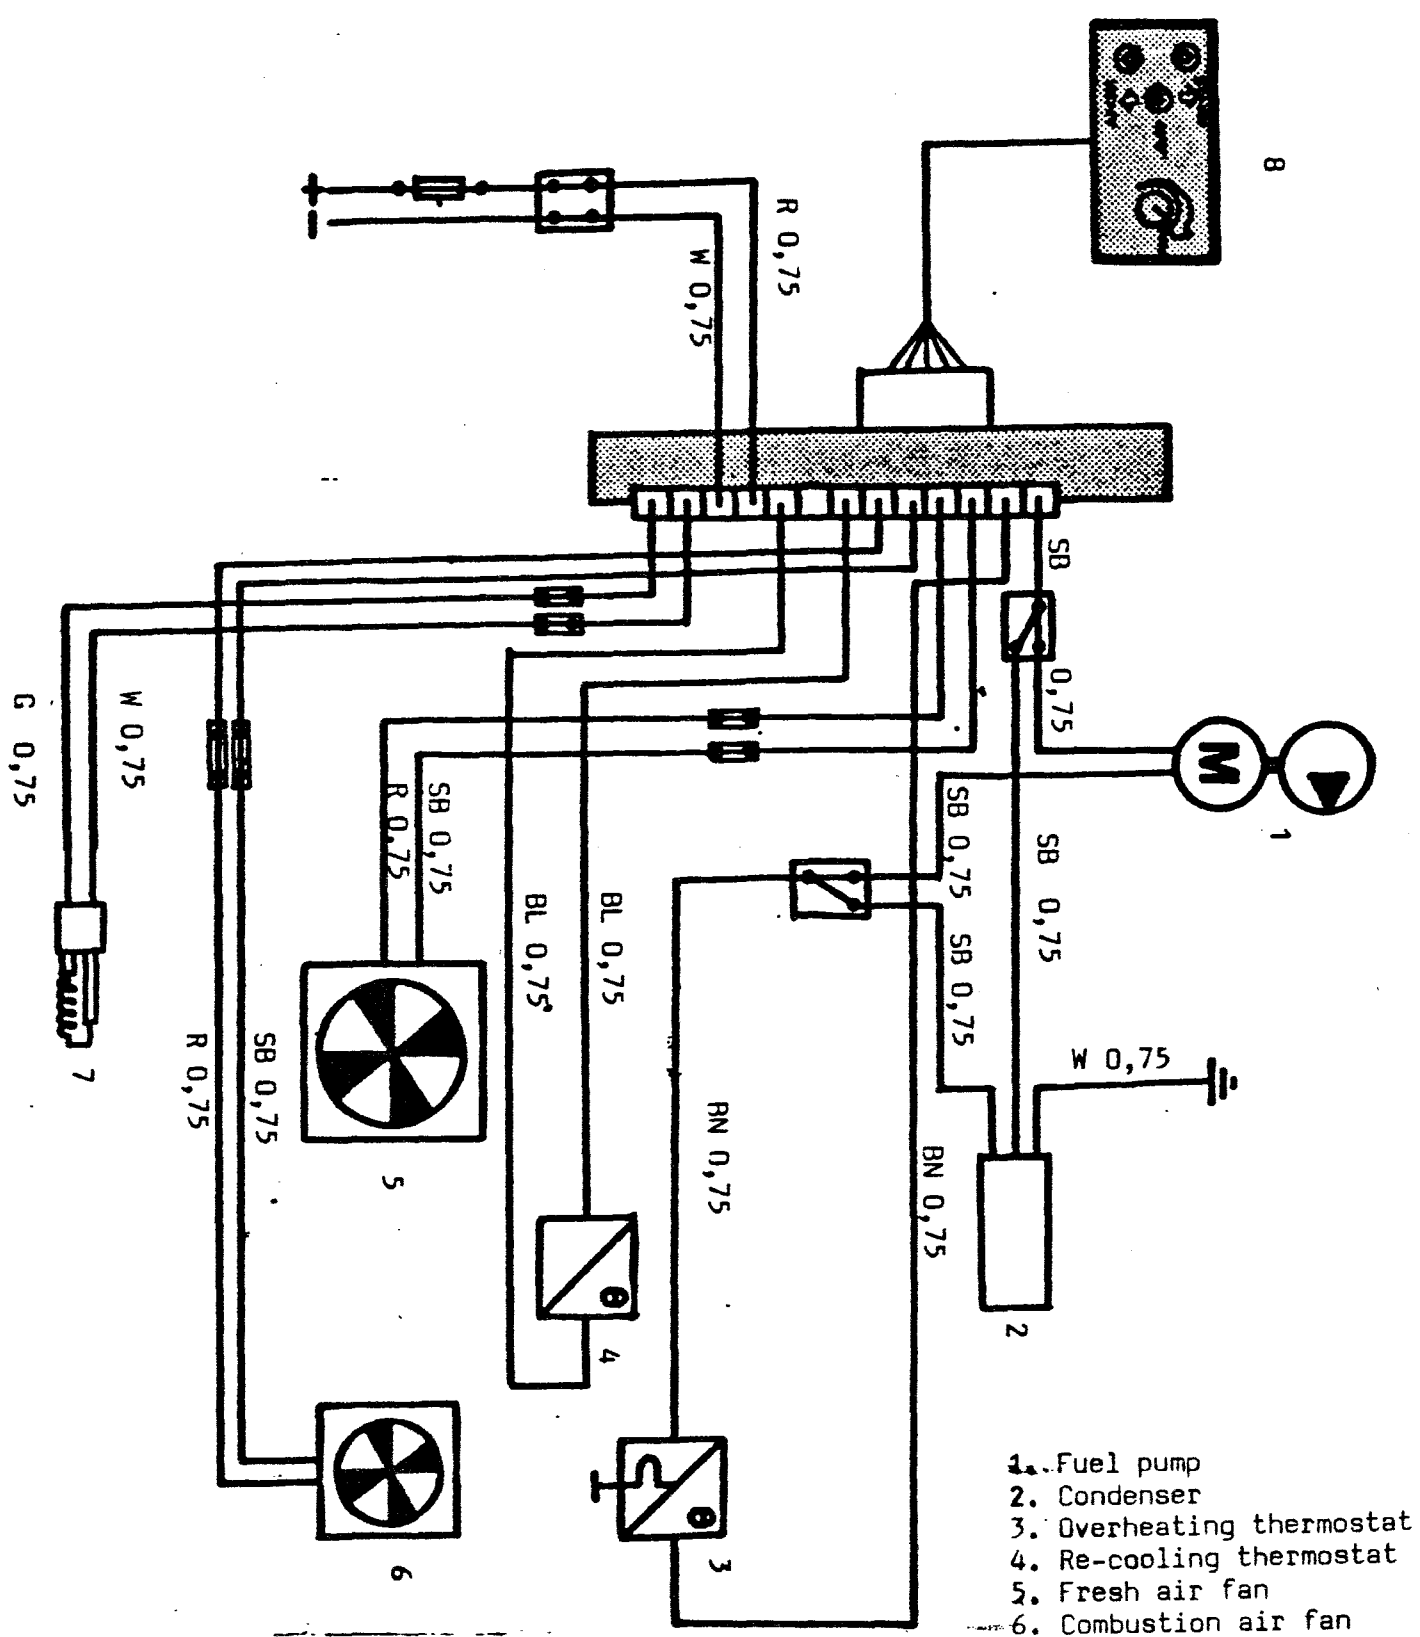 8
R 0,75
W 0,75
SB 0,75
M
1
SB 0,75
SB 0,75
SB 0,75
W 0,75
G 0,75
W 0,75
R 0,75
SB 0,75
BL 0,75
BL 0,75
R 0,75
SB 0,75
BN 0,75
BN 0,75
7
5
θ
4
2
6
θ
3
1. Fuel pump
2. Condenser
3. Overheating thermostat
4. Re-cooling thermostat
5. Fresh air fan
6. Combustion air fan